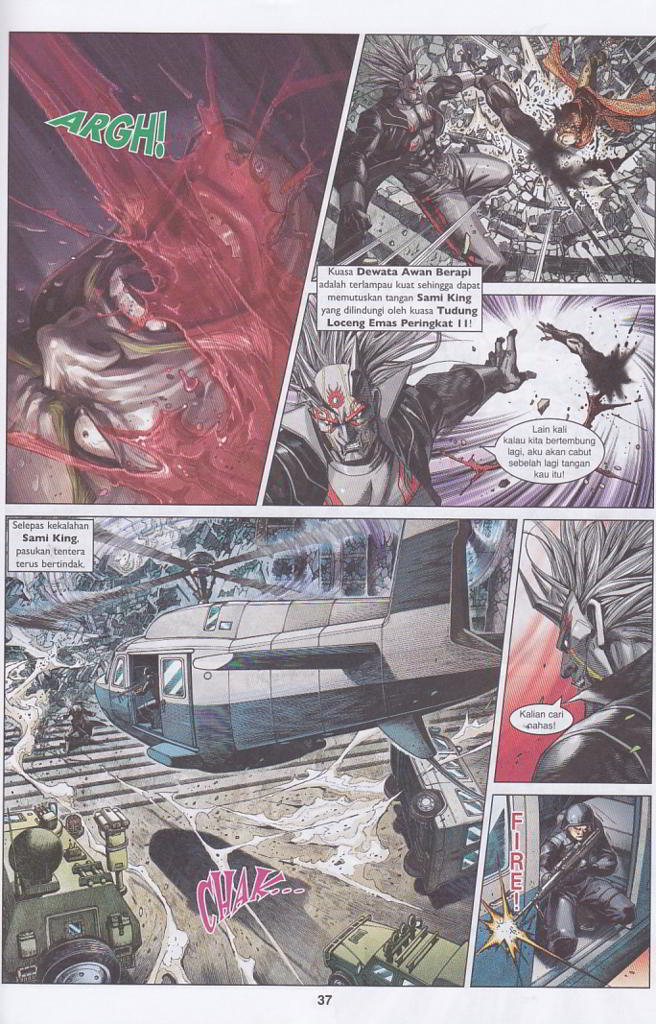 ARGH!
Kuasa Dewata Awan Berapi
adalah terlampau kuat sehingga dapat
memutuskan tangan Sami King
yang dilindungi oleh kuasa Tudung
Loceng Emas Peringkat 11!
Lain kali
kalau kita bertembung
lagi, aku akan cabut
sebelah lagi tangan
kau itu!
Selepas kekalahan
Sami King,
pasukan tentera
terus bertindak.
Kalian cari
nahas!
CHAK...
FIRE!
37